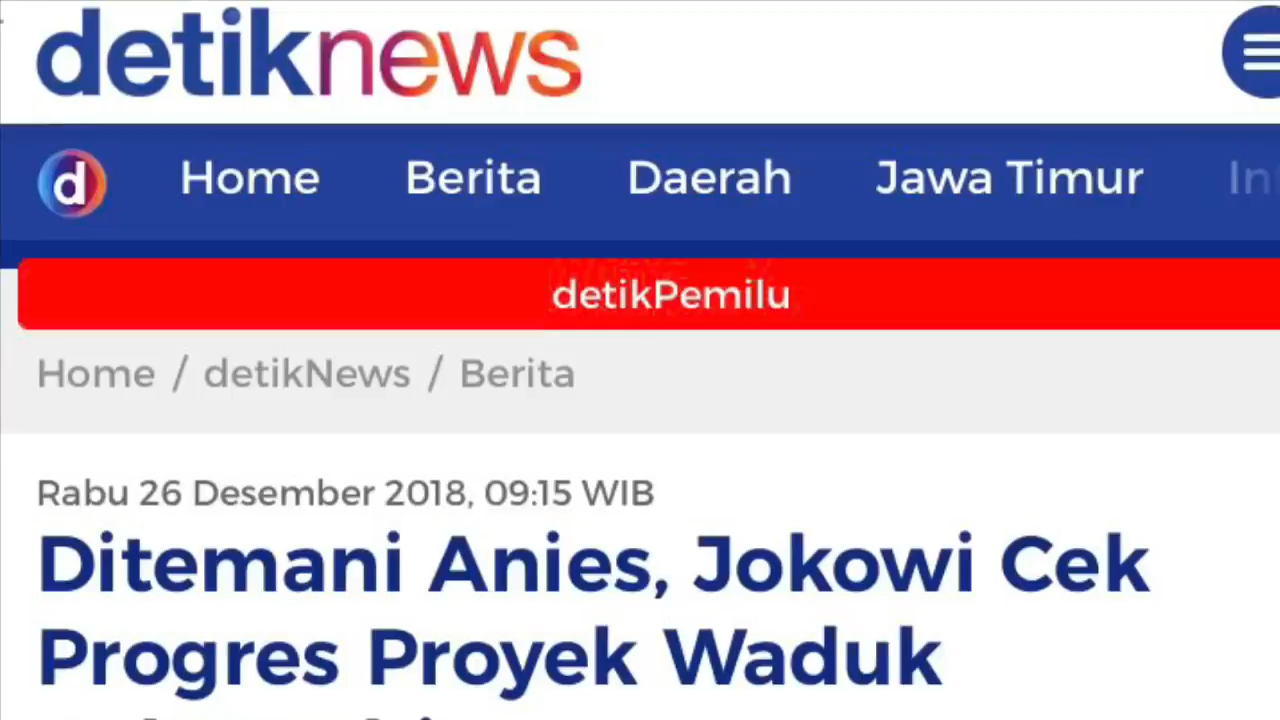 detiknews
d Home Berita Daerah Jawa Timur
detikPemilu
Home / detikNews / Berita
Rabu 26 Desember 2018, 09:15 WIB
Ditemani Anies, Jokowi Cek
Progres Proyek Waduk